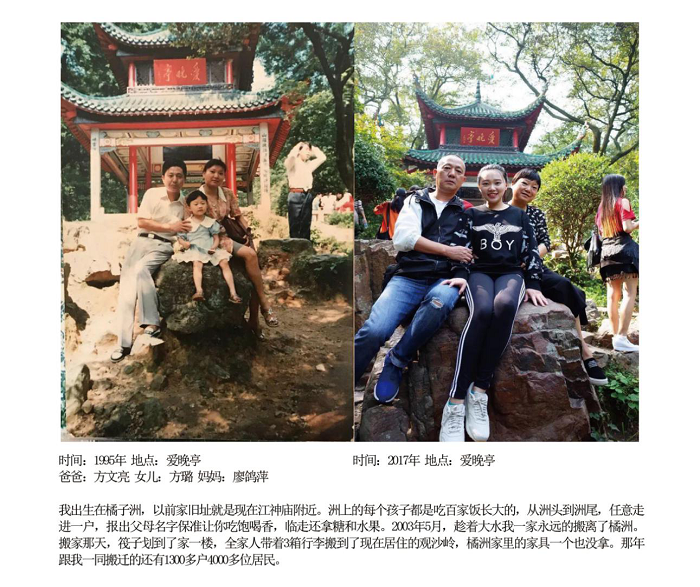 愛晚亭
愛晚亭
BOY
时间：1995年 地点：爱晚亭
爸爸：方文亮 女儿：方璐 妈妈：廖鸽萍
时间：2017年 地点：爱晚亭
我出生在橘子洲，以前家旧址就是现在江神庙附近。洲上的每个孩子都是吃百家饭长大的，从洲头到洲尾，任意走
进一户，报出父母名字保准让你吃饱喝香，临走还拿糖和水果。2003年5月，趁着大水我一家永远的搬离了橘洲。
搬家那天，筏子划到了家一楼，全家人带着3箱行李搬到了现在居住的观沙岭，橘洲家里的家具一个也没拿。那年
跟我一同搬迁的还有1300多户4000多位居民。